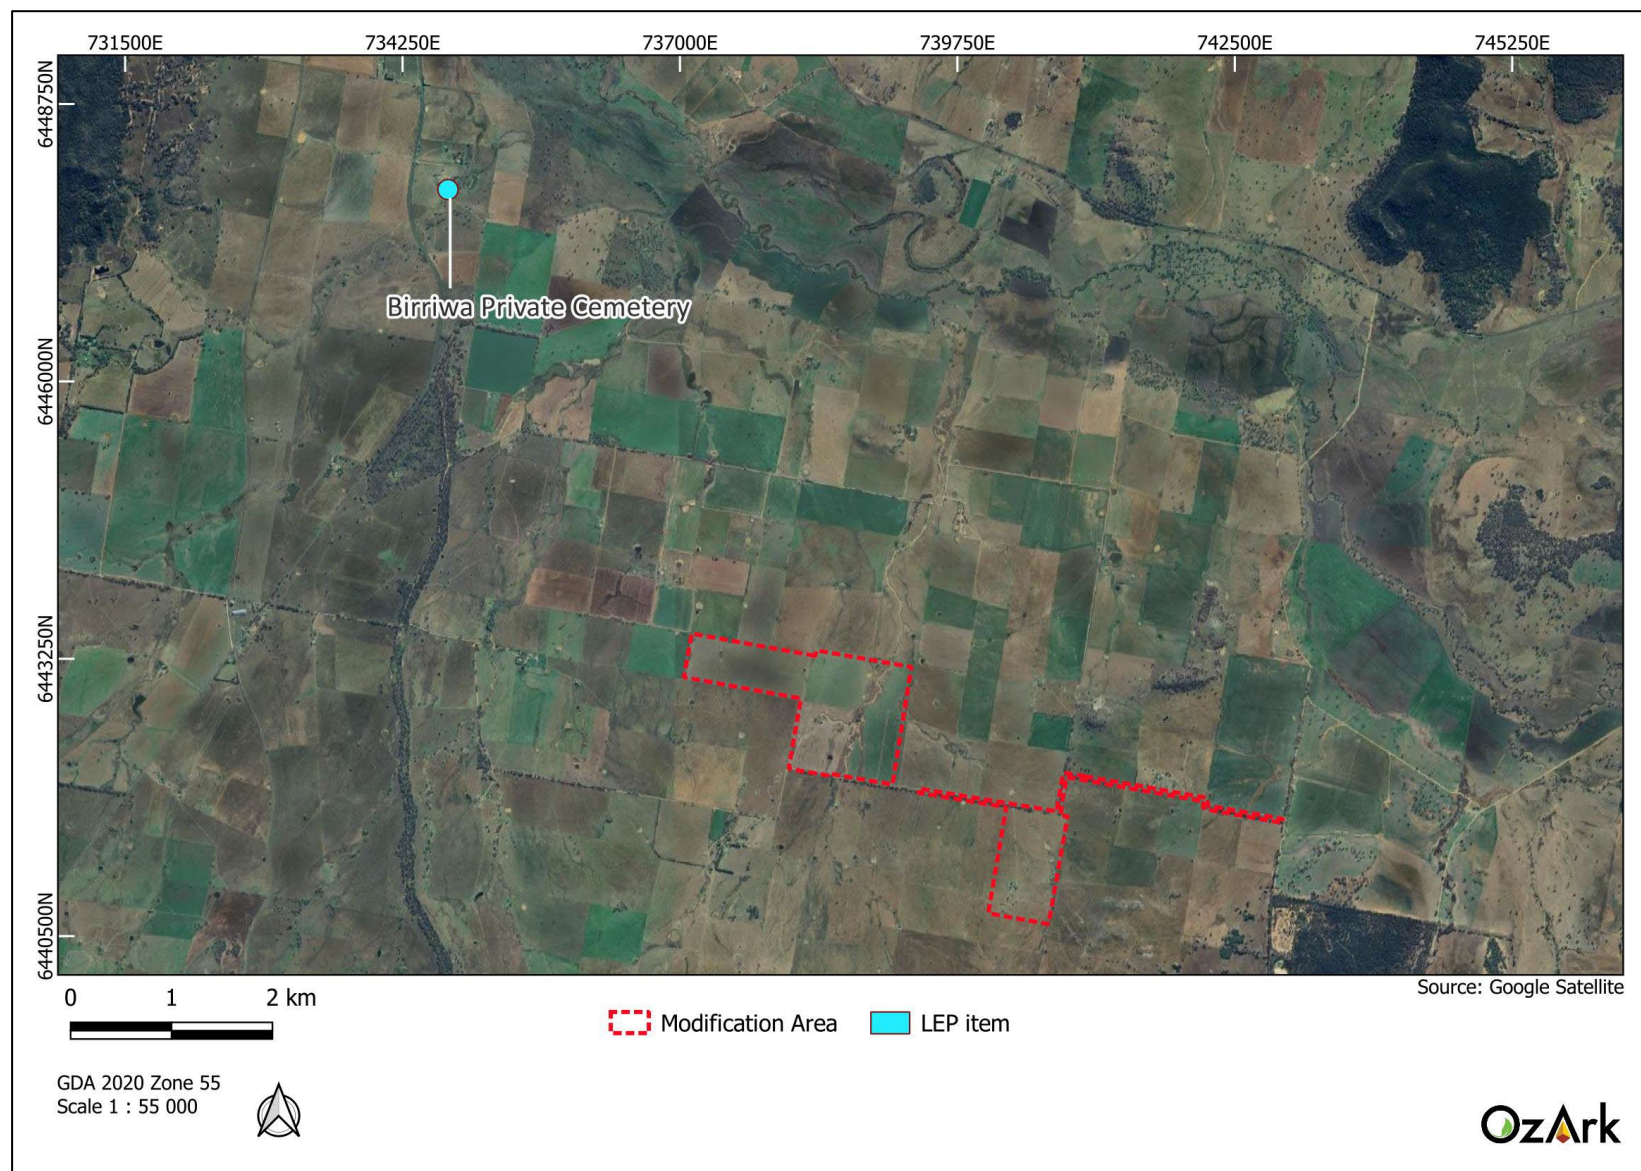 731500E
734250E
737000E
739750E
742500E
745250E
6448750N
6446000N
6443250N
6440500N
Birriwa Private Cemetery
0 1 2 km
Modification Area
LEP item
Source: Google Satellite
GDA 2020 Zone 55
Scale 1 : 55 000
OzArk